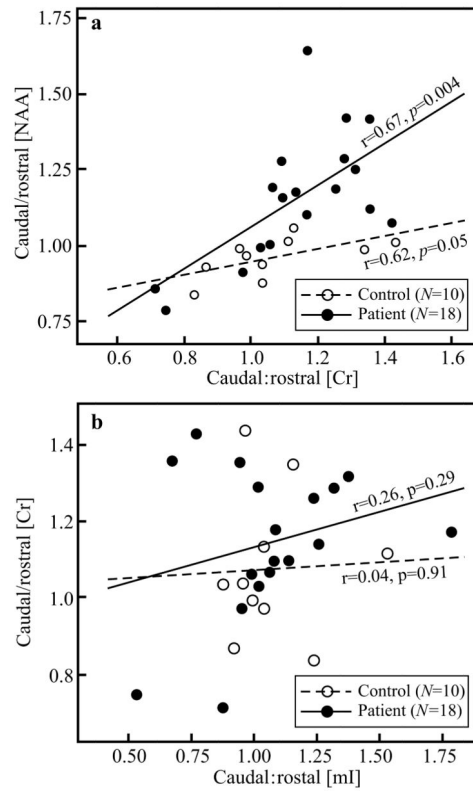 a
1.75
1.50
1.25
1.00
0.75
Caudal/rostral [NAA]
r=0.67, p=0.004
r=0.62, p=0.05
Control (N=10)
Patient (N=18)
0.6 0.8 1.0 1.2 1.4 1.6
Caudal:rostral [Cr]
b
1.4
1.2
1.0
0.8
Caudal/rostral [Cr]
r=0.26, p=0.29
r=0.04, p=0.91
Control (N=10)
Patient (N=18)
0.50 0.75 1.00 1.25 1.50 1.75
Caudal:rostal [mI]